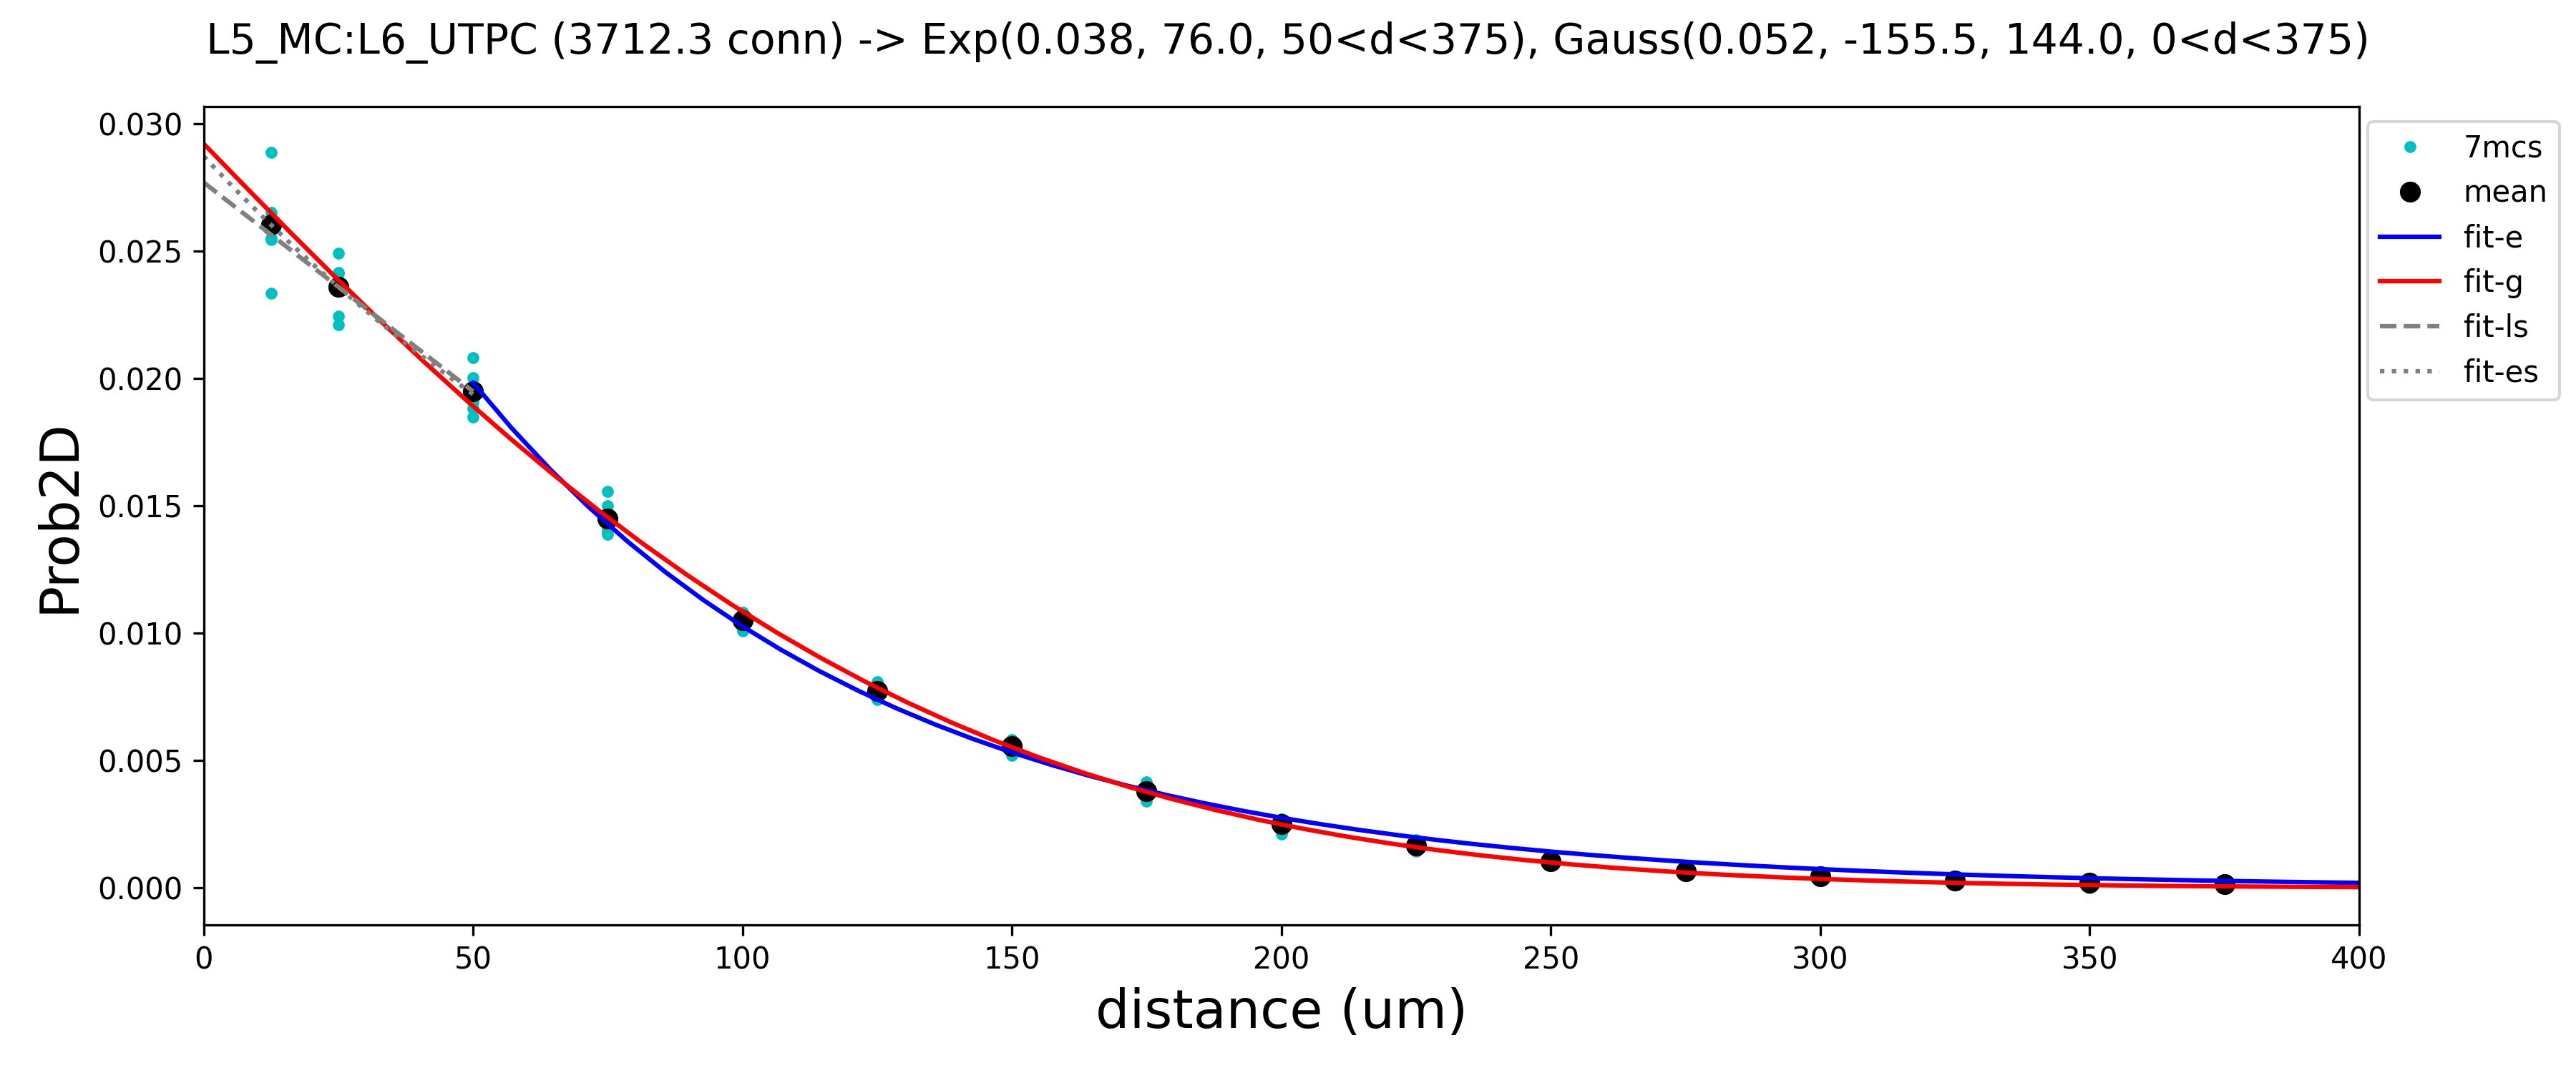 L5_MC:L6_UTPC (3712.3 conn) -> Exp(0.038, 76.0, 50<d<375), Gauss(0.052, -155.5, 144.0, 0<d<375)
0.030
0.025
0.020
0.015
0.010
0.005
0.000
Prob2D
0 50 100 150 200 250 300 350 400
distance (um)
7mcs
mean
fit-e
fit-g
fit-ls
fit-es